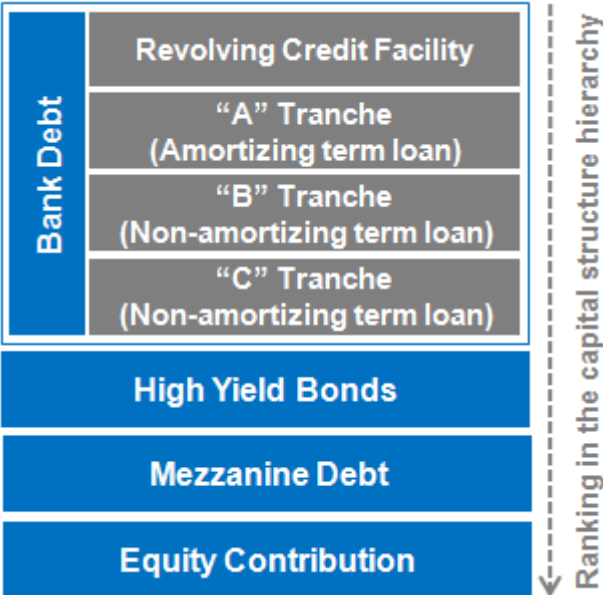 Bank Debt
Revolving Credit Facility
“A” Tranche
(Amortizing term loan)
“B” Tranche
(Non-amortizing term loan)
“C” Tranche
(Non-amortizing term loan)
High Yield Bonds
Mezzanine Debt
Equity Contribution
Ranking in the capital structure hierarchy